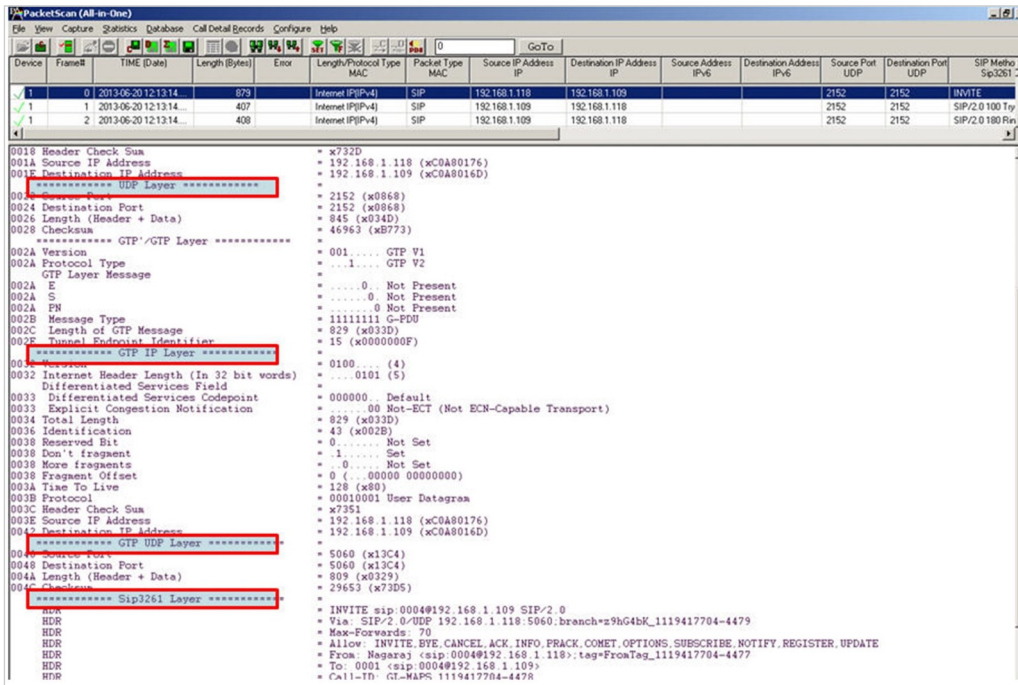 PacketScan (All-in-One)
File View Capture Statistics Database Call Detail Records Configure Help
0 GoTo
Device Frame# TIME (Date) Length (Bytes) Error Length/Protocol Type MAC Packet Type MAC Source IP Address IP Destination IP Address IP Source Address IPv6 Destination Address IPv6 Source Port UDP Destination Port UDP SIP Metho Sip3261
1 0 2013-06-20 12:13:14.... 879 Internet IP(IPv4) SIP 192.168.1.118 192.168.1.109 2152 2152 INVITE
1 1 2013-06-20 12:13:14.... 407 Internet IP(IPv4) SIP 192.168.1.109 192.168.1.118 2152 2152 SIP/2.0 100 Try
1 2 2013-06-20 12:13:14.... 408 Internet IP(IPv4) SIP 192.168.1.109 192.168.1.118 2152 2152 SIP/2.0 180 Rin
0018 Header Check Sum = x732D
001A Source IP Address = 192.168.1.118 (xC0A80176)
001E Destination IP Address = 192.168.1.109 (xC0A8016D)
============ UDP Layer ============ =
0022 Source Port = 2152 (x0868)
0024 Destination Port = 2152 (x0868)
0026 Length (Header + Data) = 845 (x034D)
0028 Checksum = 46963 (xB773)
============ GTP'/GTP Layer ============ =
002A Version = 001..... GTP V1
002A Protocol Type = ...1.... GTP V2
GTP Layer Message =
002A E = .....0.. Not Present
002A S = ......0. Not Present
002A PN = .......0 Not Present
002B Message Type = 11111111 G-PDU
002C Length of GTP Message = 829 (x033D)
002E Tunnel Endpoint Identifier = 15 (x0000000F)
============ GTP IP Layer ============ =
0032 Version = 0100.... (4)
0032 Internet Header Length (In 32 bit words) = ....0101 (5)
Differentiated Services Field =
0033 Differentiated Services Codepoint = 000000.. Default
0033 Explicit Congestion Notification = ......00 Not-ECT (Not ECN-Capable Transport)
0034 Total Length = 829 (x033D)
0036 Identification = 43 (x002B)
0038 Reserved Bit = 0....... Not Set
0038 Don't fragment = .1...... Set
0038 More fragments = ..0..... Not Set
0038 Fragment Offset = 0 (...00000 00000000)
003A Time To Live = 128 (x80)
003B Protocol = 00010001 User Datagram
003C Header Check Sum = x7351
003E Source IP Address = 192.168.1.118 (xC0A80176)
0042 Destination IP Address = 192.168.1.109 (xC0A8016D)
============ GTP UDP Layer ============ =
0046 Source Port = 5060 (x13C4)
0048 Destination Port = 5060 (x13C4)
004A Length (Header + Data) = 809 (x0329)
004C Checksum = 29653 (x73D5)
============ Sip3261 Layer ============ =
HDR = INVITE sip:0004@192.168.1.109 SIP/2.0
HDR = Via: SIP/2.0/UDP 192.168.1.118:5060;branch=z9hG4bK_1119417704-4479
HDR = Max-Forwards: 70
HDR = Allow: INVITE,BYE,CANCEL,ACK,INFO,PRACK,COMET,OPTIONS,SUBSCRIBE,NOTIFY,REGISTER,UPDATE
HDR = From: Nagaraj <sip:0004@192.168.1.118>;tag=FromTag_1119417704-4477
HDR = To: 0001 <sip:0004@192.168.1.109>
HDR = Call-ID: GL-MAPS_1119417704-4478